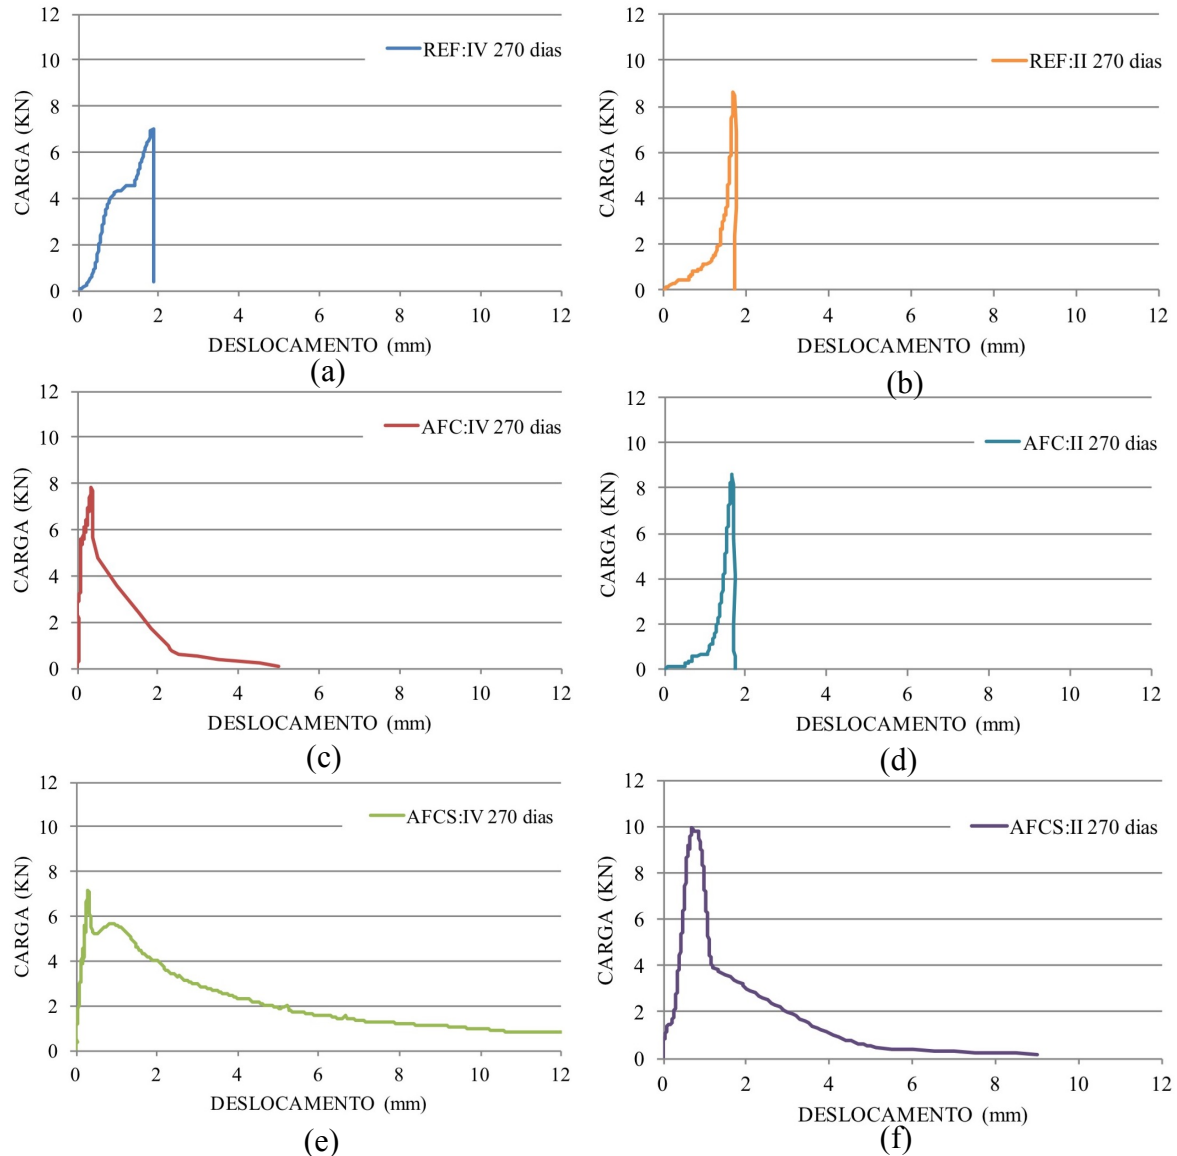 12
10
8
6
4
2
0
CARGA (KN)
REF:IV 270 dias
0 2 4 6 8 10 12
DESLOCAMENTO (mm)
(a)
12
10
8
6
4
2
0
CARGA (KN)
REF:II 270 dias
0 2 4 6 8 10 12
DESLOCAMENTO (mm)
(b)
12
10
8
6
4
2
0
CARGA (KN)
AFC:IV 270 dias
0 2 4 6 8 10 12
DESLOCAMENTO (mm)
(c)
12
10
8
6
4
2
0
CARGA (KN)
AFC:II 270 dias
0 2 4 6 8 10 12
DESLOCAMENTO (mm)
(d)
12
10
8
6
4
2
0
CARGA (KN)
AFCS:IV 270 dias
0 2 4 6 8 10 12
DESLOCAMENTO (mm)
(e)
12
10
8
6
4
2
0
CARGA (KN)
AFCS:II 270 dias
0 2 4 6 8 10 12
DESLOCAMENTO (mm)
(f)